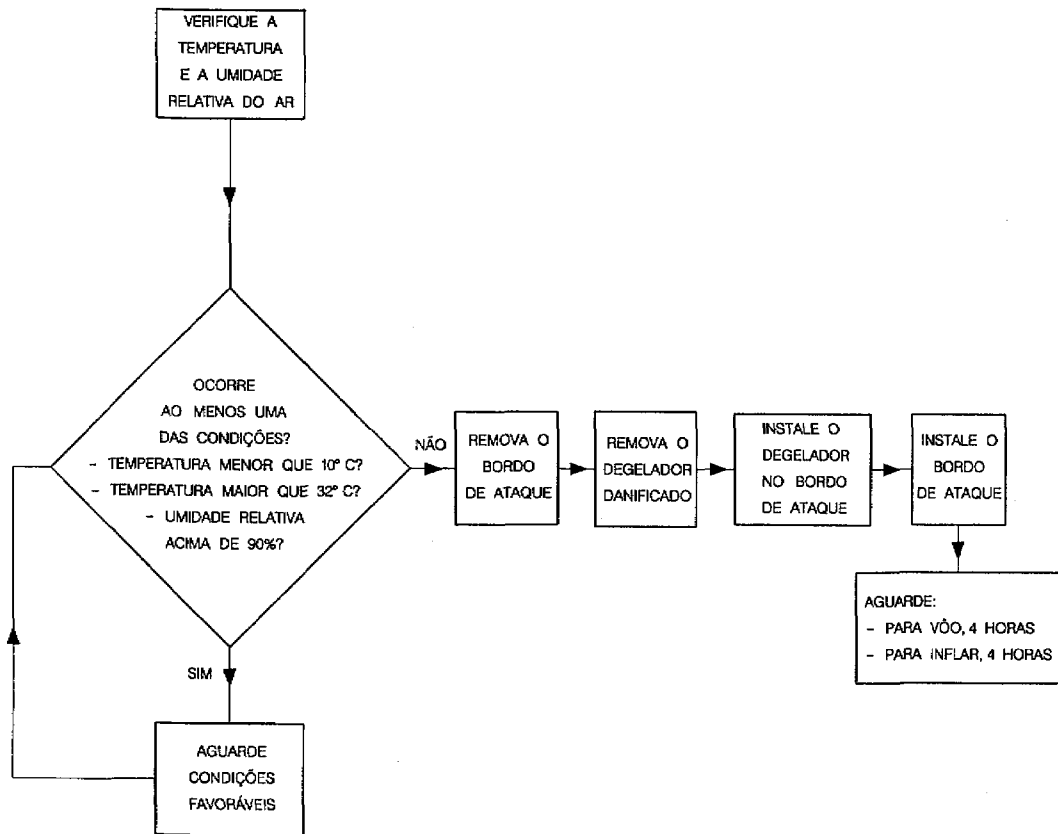 VERIFIQUE A
TEMPERATURA
E A UMIDADE
RELATIVA DO AR
OCORRE
AO MENOS UMA
DAS CONDIÇÕES?
- TEMPERATURA MENOR QUE 10° C?
- TEMPERATURA MAIOR QUE 32° C?
- UMIDADE RELATIVA
ACIMA DE 90%?
NÃO
REMOVA O
BORDO
DE ATAQUE
REMOVA O
DEGELADOR
DANIFICADO
INSTALE O
DEGELADOR
NO BORDO
DE ATAQUE
INSTALE O
BORDO
DE ATAQUE
AGUARDE:
- PARA VÔO, 4 HORAS
- PARA INFLAR, 4 HORAS
SIM
AGUARDE
CONDIÇÕES
FAVORÁVEIS